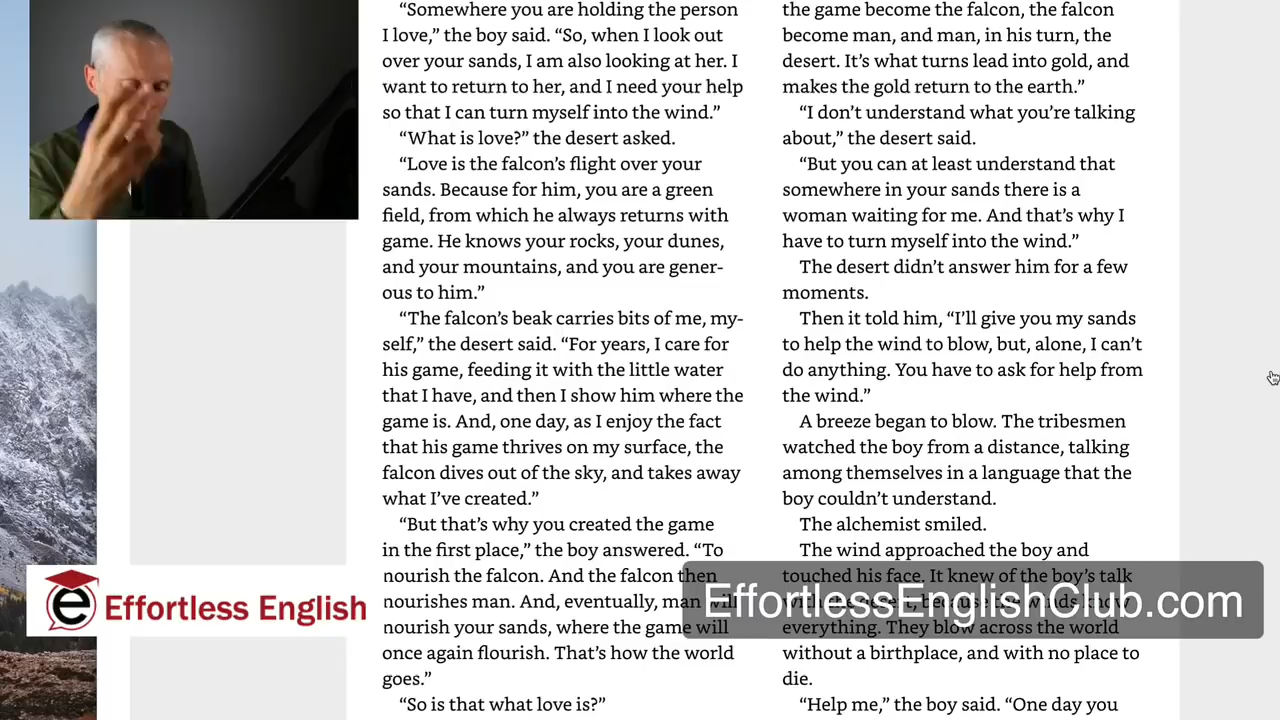 “Somewhere you are holding the person
I love,” the boy said. “So, when I look out
over your sands, I am also looking at her. I
want to return to her, and I need your help
so that I can turn myself into the wind.”
“What is love?” the desert asked.
“Love is the falcon’s flight over your
sands. Because for him, you are a green
field, from which he always returns with
game. He knows your rocks, your dunes,
and your mountains, and you are gener-
ous to him.”
“The falcon’s beak carries bits of me, my-
self,” the desert said. “For years, I care for
his game, feeding it with the little water
that I have, and then I show him where the
game is. And, one day, as I enjoy the fact
that his game thrives on my surface, the
falcon dives out of the sky, and takes away
what I’ve created.”
“But that’s why you created the game
in the first place,” the boy answered. “To
nourish the falcon. And the falcon then
nourishes man. And, eventually, man will
nourish your sands, where the game will
once again flourish. That’s how the world
goes.”
“So is that what love is?”
the game become the falcon, the falcon
become man, and man, in his turn, the
desert. It’s what turns lead into gold, and
makes the gold return to the earth.”
“I don’t understand what you’re talking
about,” the desert said.
“But you can at least understand that
somewhere in your sands there is a
woman waiting for me. And that’s why I
have to turn myself into the wind.”
The desert didn’t answer him for a few
moments.
Then it told him, “I’ll give you my sands
to help the wind to blow, but, alone, I can’t
do anything. You have to ask for help from
the wind.”
A breeze began to blow. The tribesmen
watched the boy from a distance, talking
among themselves in a language that the
boy couldn’t understand.
The alchemist smiled.
The wind approached the boy and
touched his face. It knew of the boy’s talk
with the desert, because the winds know
everything. They blow across the world
without a birthplace, and with no place to
die.
“Help me,” the boy said. “One day you
e Effortless English
EffortlessEnglishClub.com